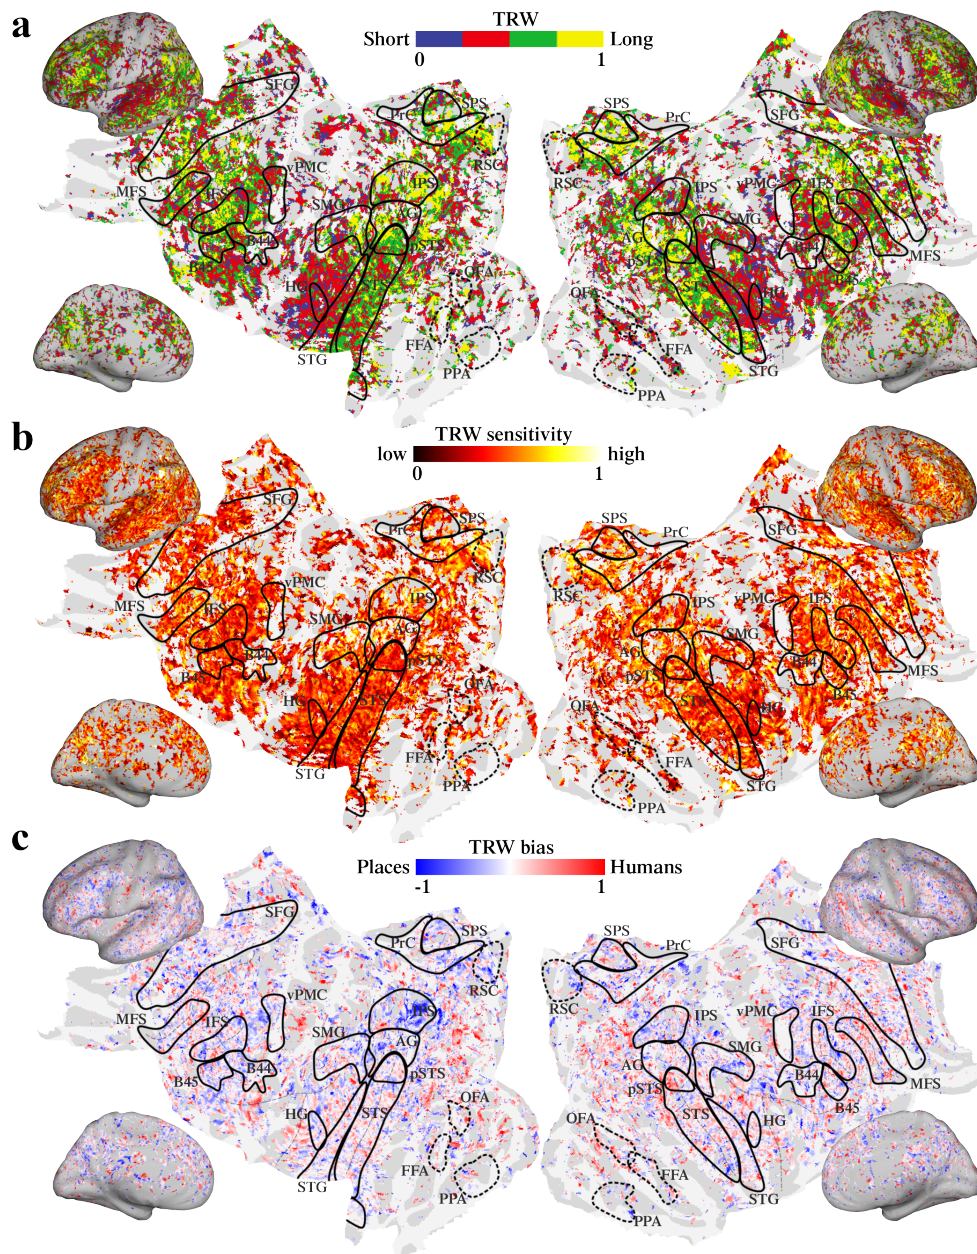 a
TRW
Short
Long
0
1
SFG
SPS
PrC
RSC
vPMC
MFS
IFS
IPS
SMG
AG
B44
pSTS
B45
OFA
HG
STS
FFA
STG
PPA
SPS
PrC
SFG
RSC
IPS
vPMC
IFS
SMG
AG
B44
MFS
pSTS
B45
STS
OFA
HG
FFA
STG
PPA
b
TRW sensitivity
low
high
0
1
SFG
SPS
PrC
RSC
vPMC
MFS
IFS
IPS
SMG
AG
B44
pSTS
B45
OFA
HG
STS
FFA
STG
PPA
SPS
PrC
SFG
RSC
IPS
vPMC
IFS
SMG
AG
B44
MFS
pSTS
B45
STS
OFA
HG
FFA
STG
PPA
c
TRW bias
Places
Humans
-1
1
SFG
SPS
PrC
RSC
vPMC
MFS
IFS
IPS
SMG
AG
B44
pSTS
B45
OFA
HG
STS
FFA
STG
PPA
SPS
PrC
SFG
RSC
IPS
vPMC
IFS
SMG
AG
B44
MFS
pSTS
B45
STS
OFA
HG
FFA
STG
PPA